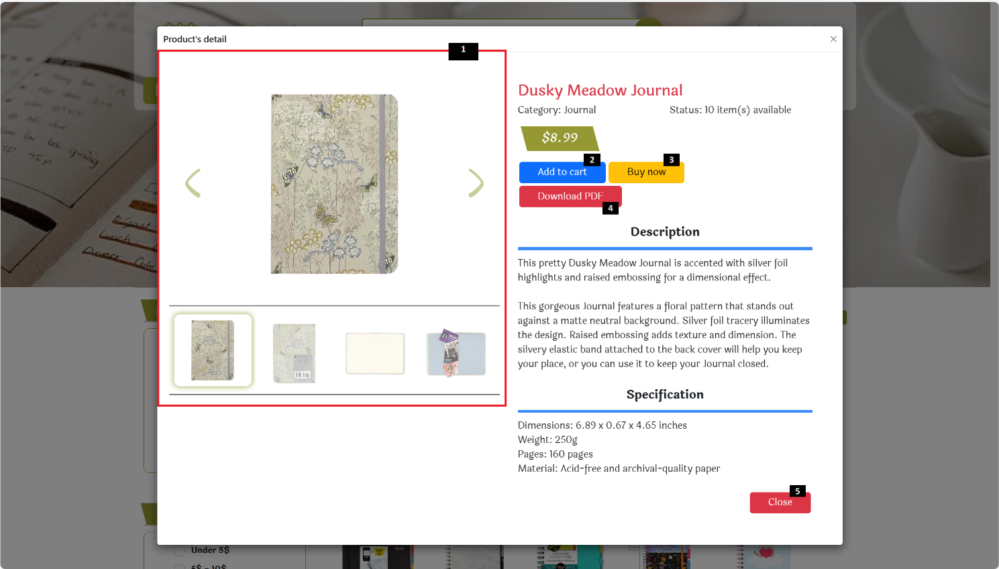 Product's detail
1
Dusky Meadow Journal
Category: Journal
Status: 10 item(s) available
$8.99
2
3
Add to cart
Buy now
Download PDF
4
Description
This pretty Dusky Meadow Journal is accented with silver foil
highlights and raised embossing for a dimensional effect.
This gorgeous Journal features a floral pattern that stands out
against a matte neutral background. Silver foil tracery illuminates
the design. Raised embossing adds texture and dimension. The
silvery elastic band attached to the back cover will help you keep
your place, or you can use it to keep your Journal closed.
Specification
Dimensions: 6.89 x 0.67 x 4.65 inches
Weight: 250g
Pages: 160 pages
Material: Acid-free and archival-quality paper
5
Close
Under 5$
5$ - 10$